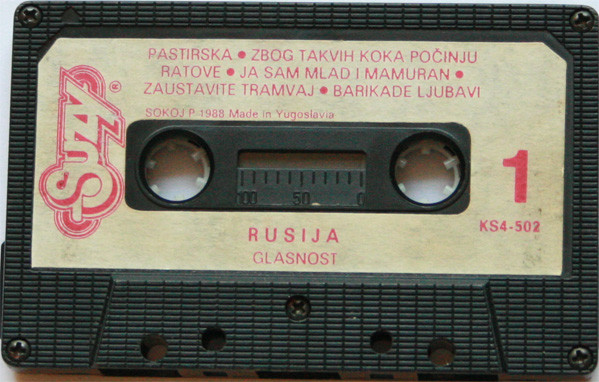 PASTIRSKA • ZBOG TAKVIH KOKA POČINJU
RATOVE • JA SAM MLAD I MAMURAN •
ZAUSTAVITE TRAMVAJ • BARIKADE LJUBAVI
SOKOJ P 1988 Made in Yugoslavia
SUZY ®
1
100 50 0
KS4-502
RUSIJA
GLASNOST